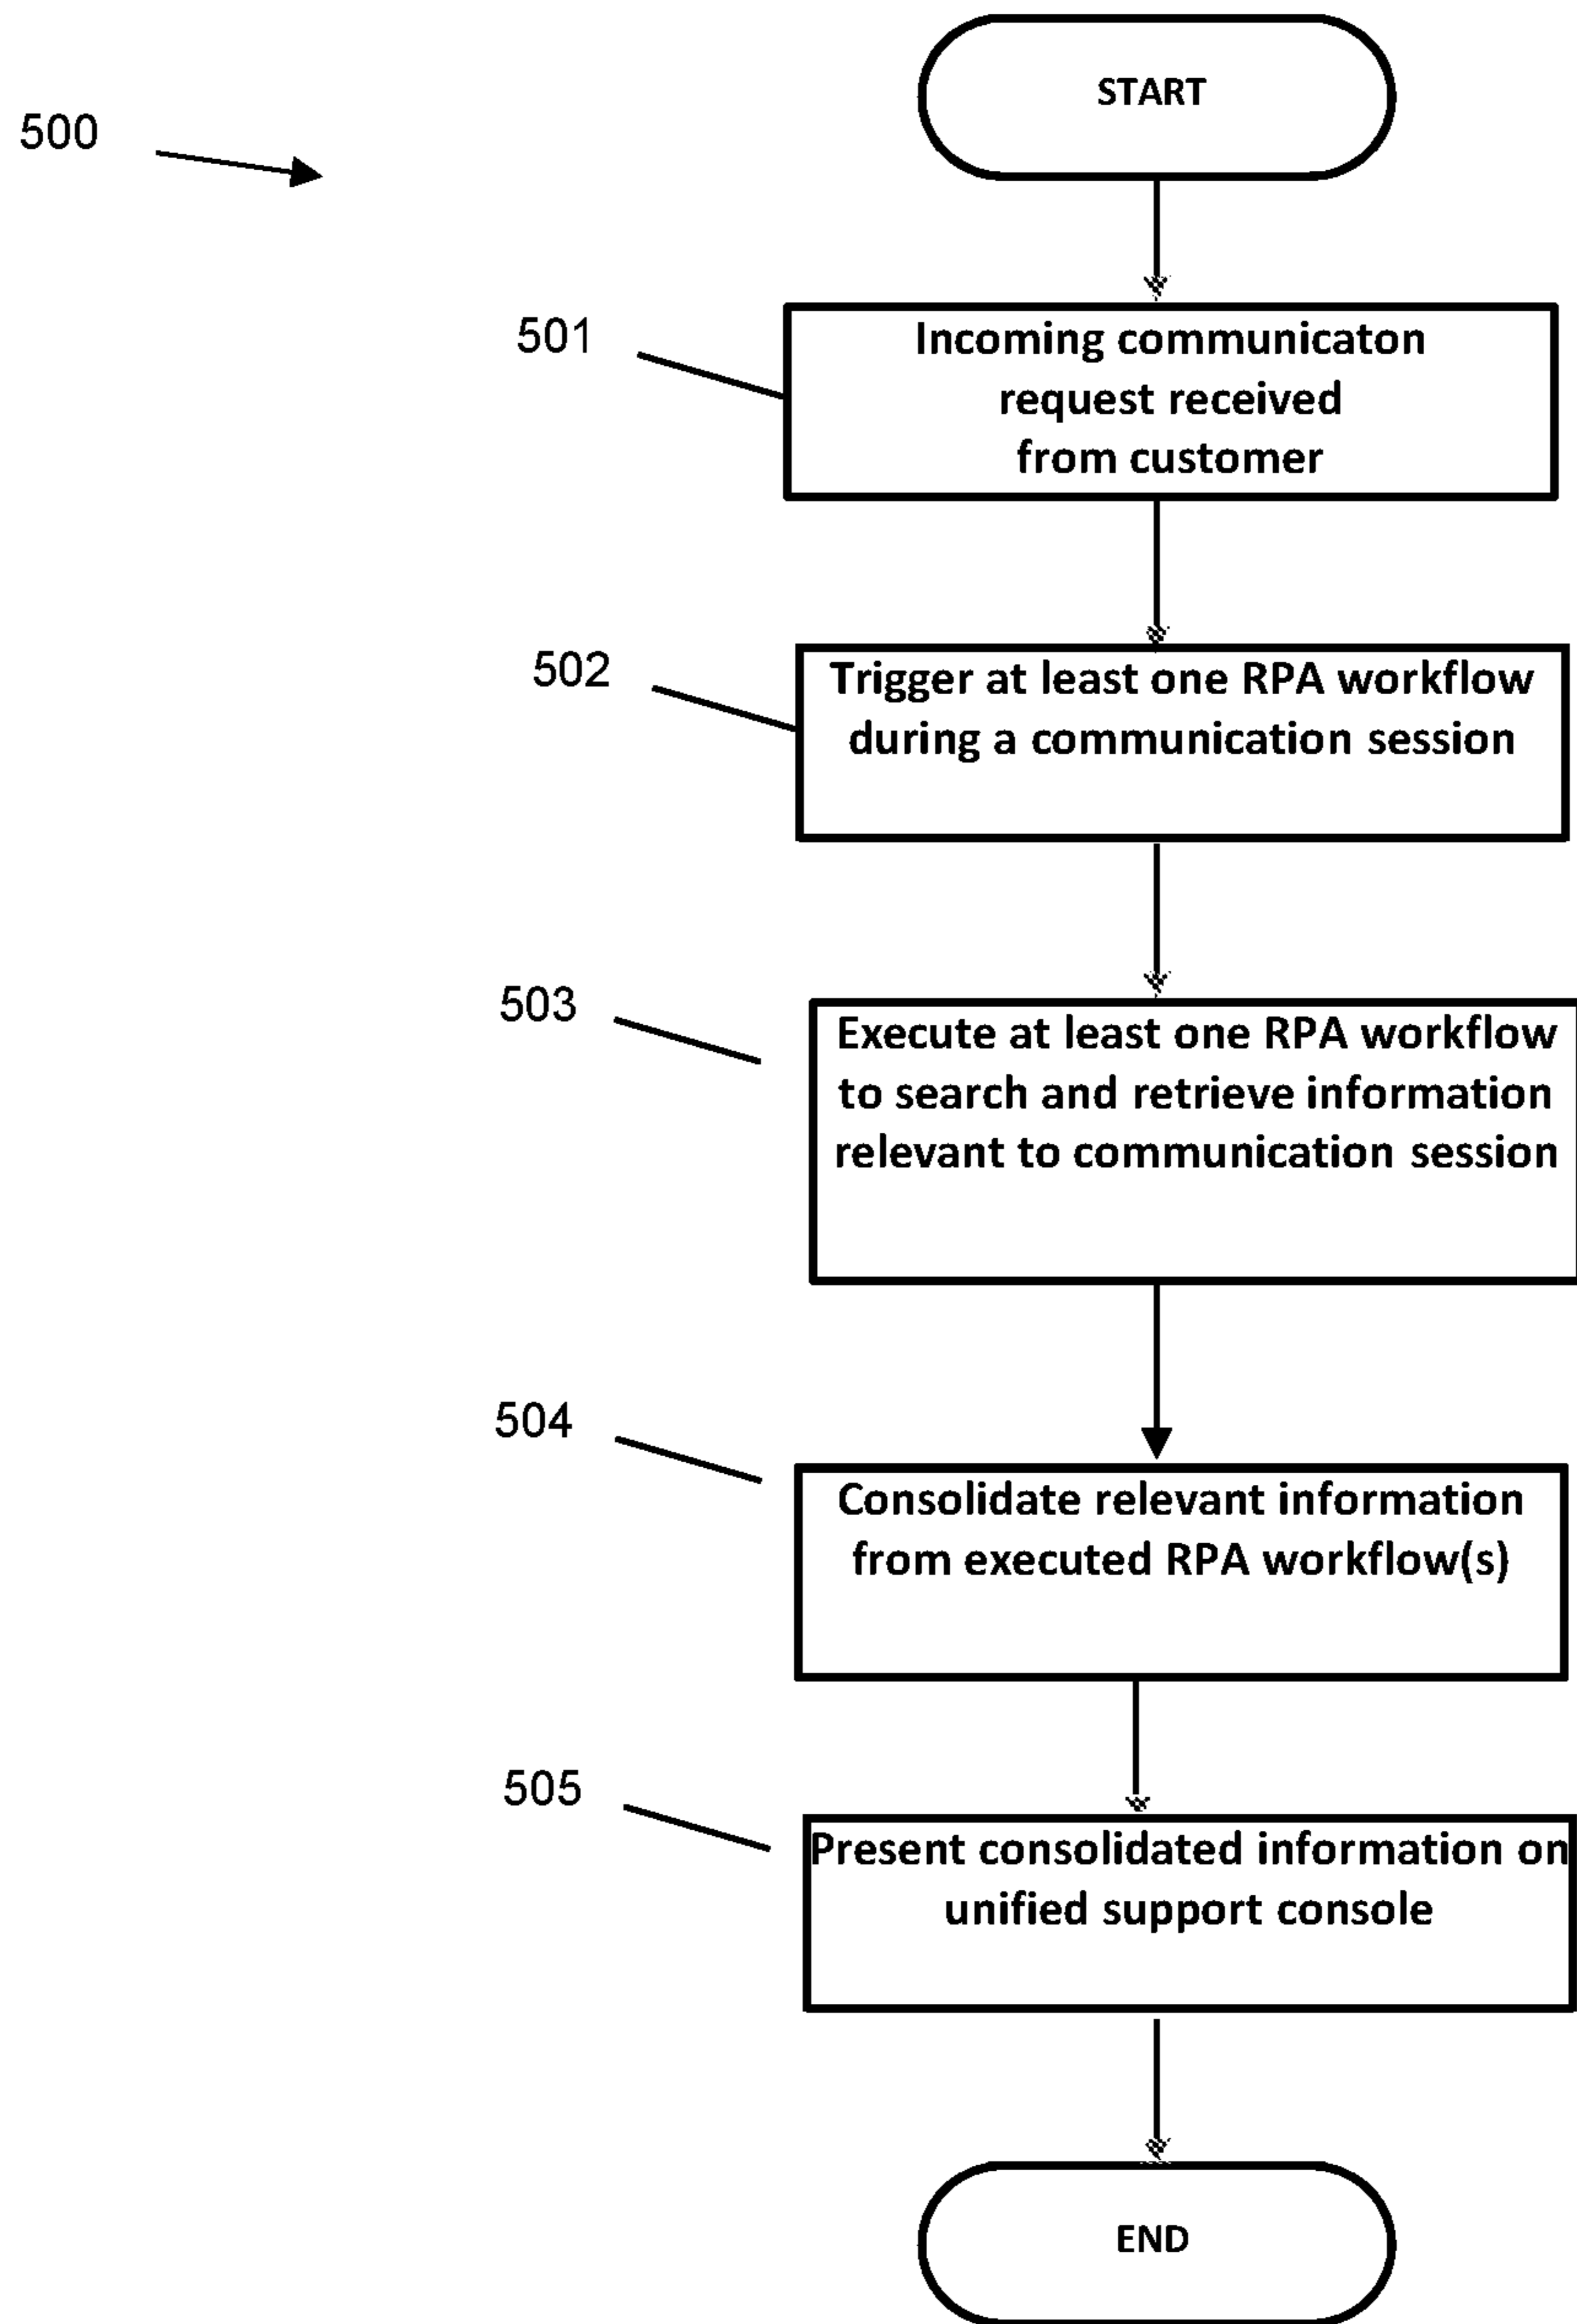 START
500
501
Incoming communicaton
request received
from customer
502
Trigger at least one RPA workflow
during a communication session
503
Execute at least one RPA workflow
to search and retrieve information
relevant to communication session
504
Consolidate relevant information
from executed RPA workflow(s)
505
Present consolidated information on
unified support console
END